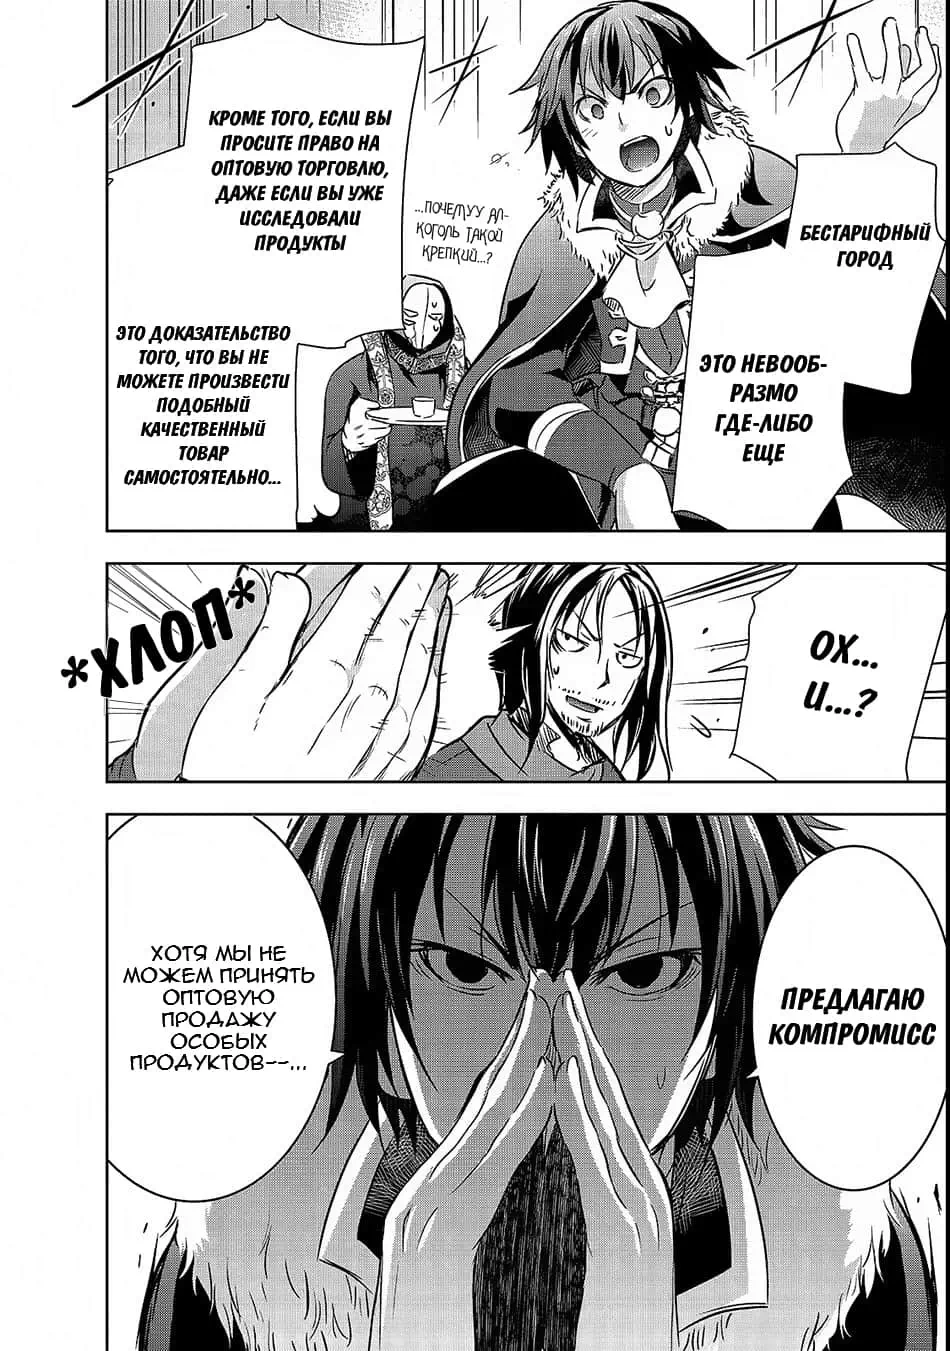 БЕСТАРИФНЫЙ
ГОРОД
ЭТО НЕВООБ-
РАЗМО
ГДЕ-ЛИБО
ЕЩЕ
КРОМЕ ТОГО, ЕСЛИ ВЫ
ПРОСИТЕ ПРАВО НА
ОПТОВУЮ ТОРГОВЛЮ,
ДАЖЕ ЕСЛИ ВЫ УЖЕ
ИССЛЕДОВАЛИ
ПРОДУКТЫ
...ПОЧЕМУУ АЛ-
КОГОЛЬ ТАКОЙ
КРЕПКИЙ...?
ЭТО ДОКАЗАТЕЛЬСТВО
ТОГО, ЧТО ВЫ НЕ
МОЖЕТЕ ПРОИЗВЕСТИ
ПОДОБНЫЙ
КАЧЕСТВЕННЫЙ
ТОВАР
САМОСТОЯТЕЛЬНО...
ОХ...
И...?
*ХЛОП*
ПРЕДЛАГАЮ
КОМПРОМИСС
ХОТЯ МЫ НЕ
МОЖЕМ ПРИНЯТЬ
ОПТОВУЮ
ПРОДАЖУ
ОСОБЫХ
ПРОДУКТОВ--...